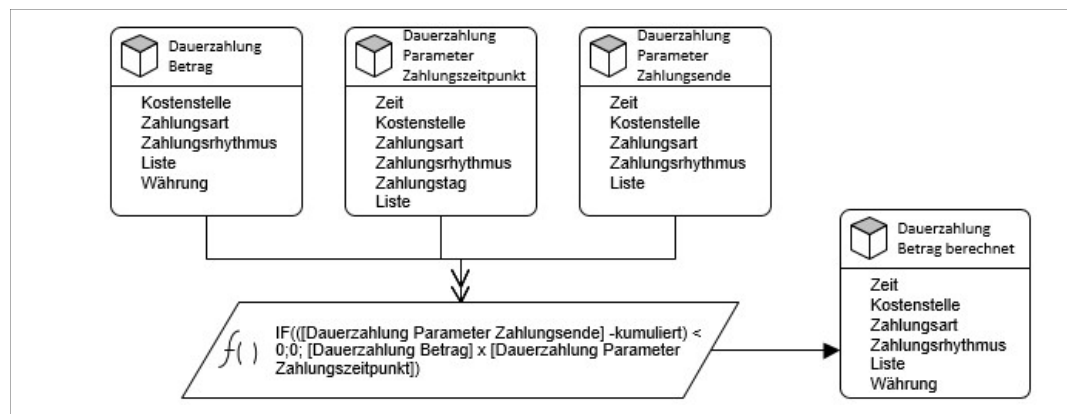 Dauerzahlung
Betrag
Kostenstelle
Zahlungsart
Zahlungsrhythmus
Liste
Währung
Dauerzahlung
Parameter
Zahlungszeitpunkt
Zeit
Kostenstelle
Zahlungsart
Zahlungsrhythmus
Zahlungstag
Liste
Dauerzahlung
Parameter
Zahlungsende
Zeit
Kostenstelle
Zahlungsart
Zahlungsrhythmus
Liste
f( )
IF(([Dauerzahlung Parameter Zahlungsende] -kumuliert) <
0;0; [Dauerzahlung Betrag] x [Dauerzahlung Parameter
Zahlungszeitpunkt])
Dauerzahlung
Betrag berechnet
Zeit
Kostenstelle
Zahlungsart
Zahlungsrhythmus
Liste
Währung